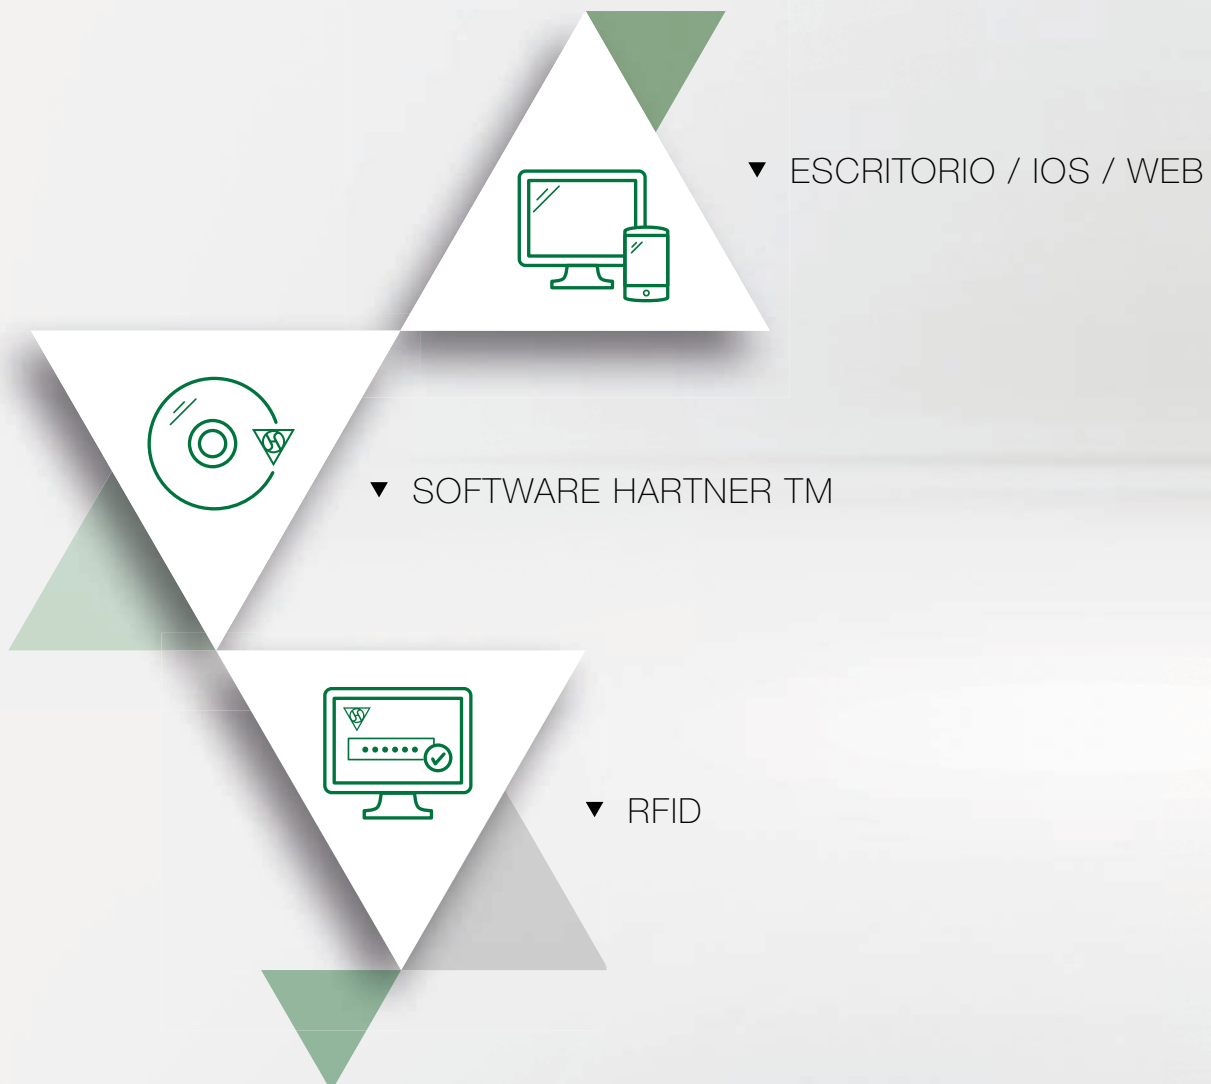 ▼ ESCRITORIO / IOS / WEB
▼ SOFTWARE HARTNER TM
▼ RFID